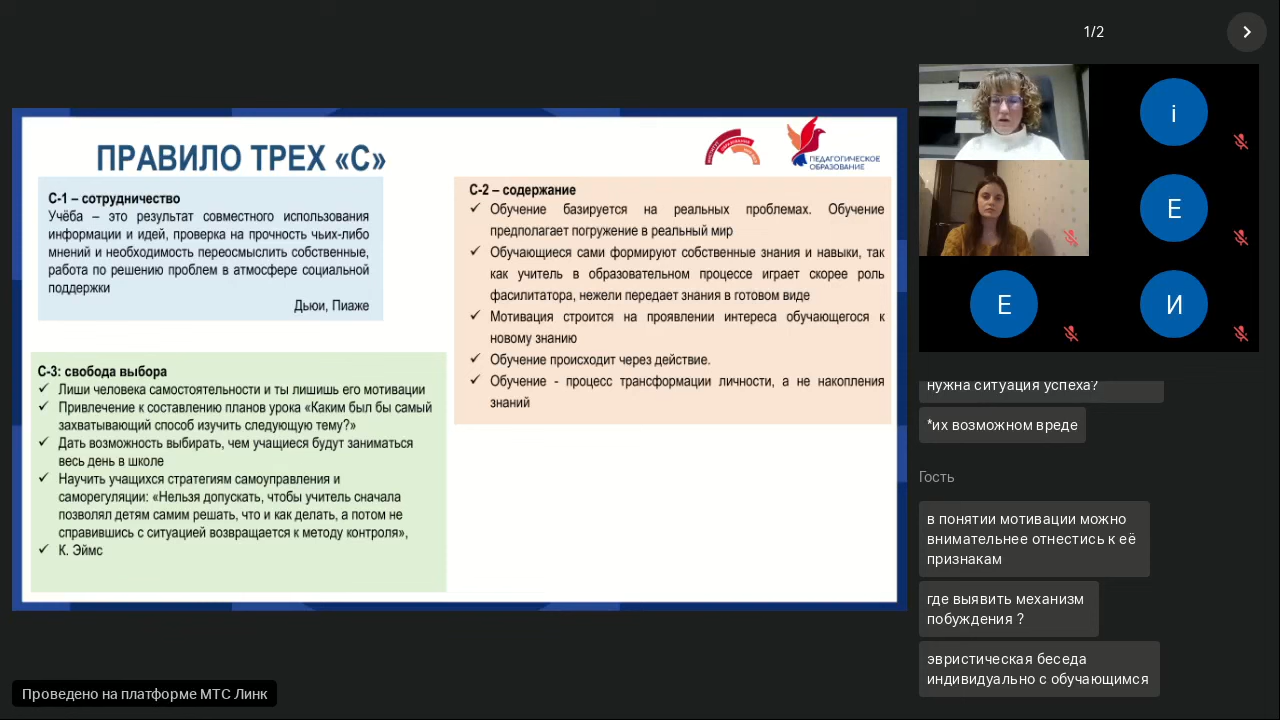 ПРАВИЛО ТРЕХ «С»
ПЕДАГОГИЧЕСКОЕ
ОБРАЗОВАНИЕ
С-1 – сотрудничество
Учёба – это результат совместного использования
информации и идей, проверка на прочность чьих-либо
мнений и необходимость переосмыслить собственные,
работа по решению проблем в атмосфере социальной
поддержки
Дьюи, Пиаже
С-2 – содержание
✓ Обучение базируется на реальных проблемах. Обучение
предполагает погружение в реальный мир
✓ Обучающиеся сами формируют собственные знания и навыки, так
как учитель в образовательном процессе играет скорее роль
фасилитатора, нежели передает знания в готовом виде
✓ Мотивация строится на проявлении интереса обучающегося к
новому знанию
✓ Обучение происходит через действие.
✓ Обучение - процесс трансформации личности, а не накопления
знаний
С-3: свобода выбора
✓ Лиши человека самостоятельности и ты лишишь его мотивации
✓ Привлечение к составлению планов урока «Каким был бы самый
захватывающий способ изучить следующую тему?»
✓ Дать возможность выбирать, чем учащиеся будут заниматься
весь день в школе
✓ Научить учащихся стратегиям самоуправления и
саморегуляции: «Нельзя допускать, чтобы учитель сначала
позволял детям самим решать, что и как делать, а потом не
справившись с ситуацией возвращается к методу контроля»,
✓ К. Эймс
Проведено на платформе МТС Линк
1/2
i
E
E
И
нужна ситуация успеха?
*их возможном вреде
Гость
в понятии мотивации можно
внимательнее отнестись к её
признакам
где выявить механизм
побуждения ?
эвристическая беседа
индивидуально с обучающимся